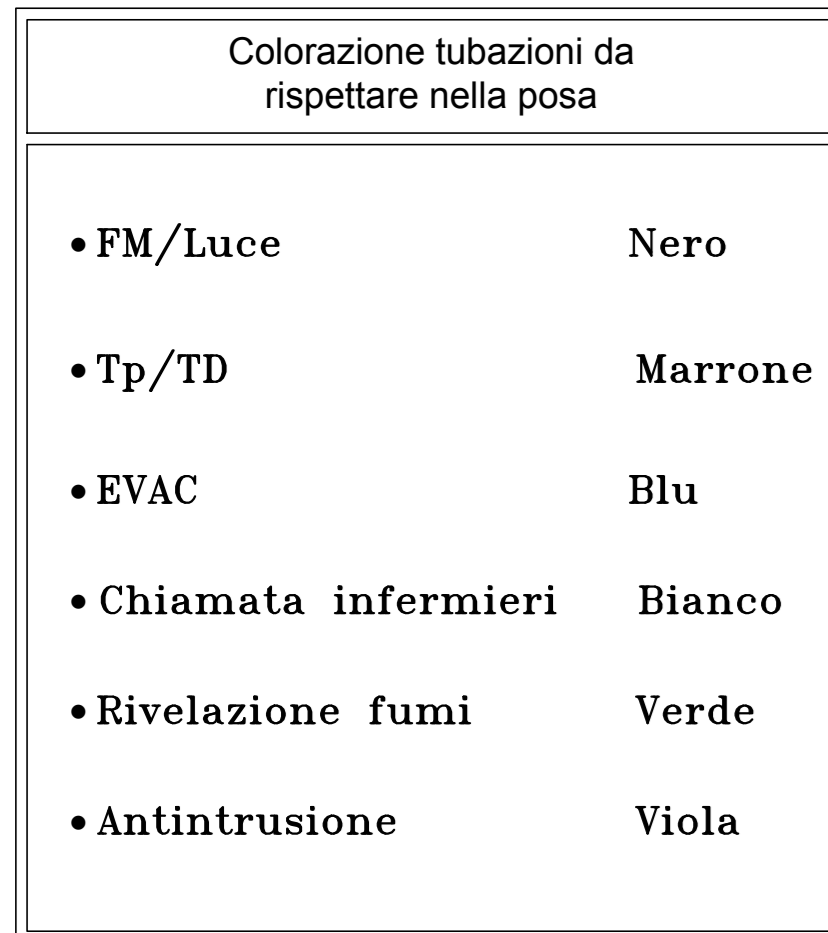 Colorazione tubazioni da
rispettare nella posa
•FM/Luce Nero
•Tp/TD Marrone
•EVAC Blu
•Chiamata infermieri Bianco
•Rivelazione fumi Verde
•Antintrusione Viola